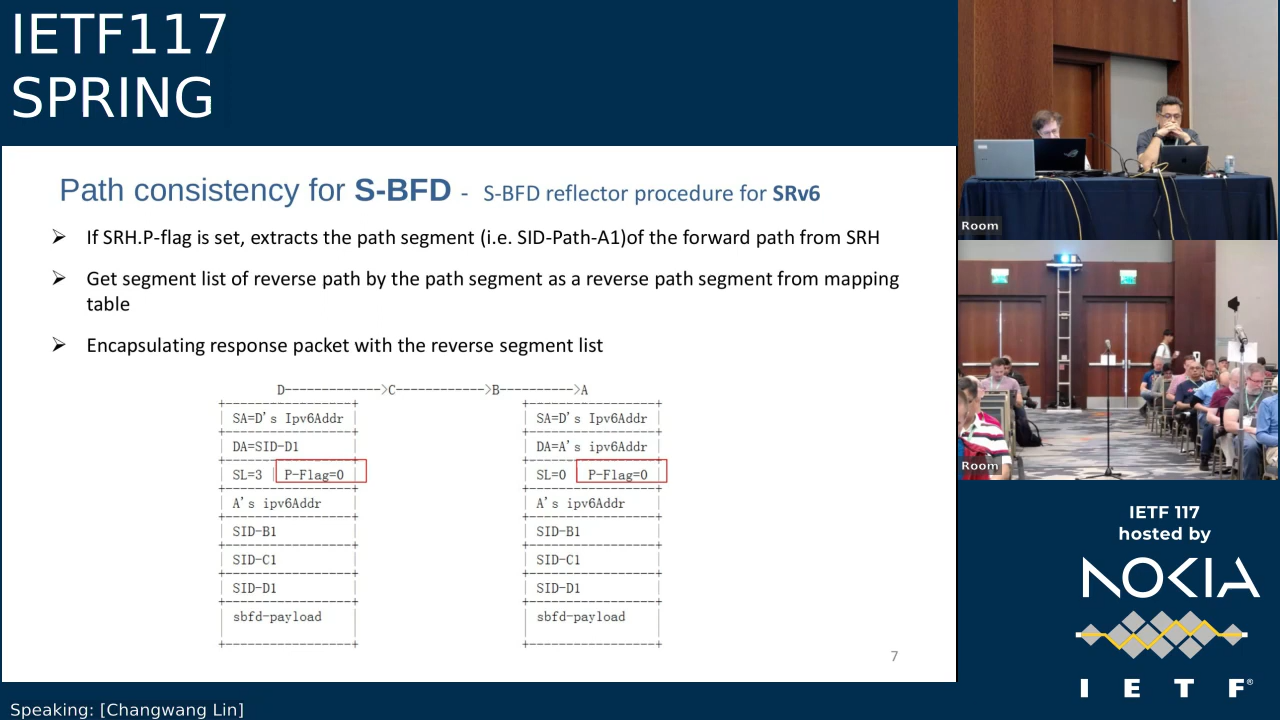 IETF117
SPRING
Path consistency for S-BFD - S-BFD reflector procedure for SRv6
➢ If SRH.P-flag is set, extracts the path segment (i.e. SID-Path-A1)of the forward path from SRH
➢ Get segment list of reverse path by the path segment as a reverse path segment from mapping
table
➢ Encapsulating response packet with the reverse segment list
D------------->C------------>B---------->A
SA=D's Ipv6Addr SA=D's Ipv6Addr
DA=SID-D1 DA=A's ipv6Addr
SL=3 | P-Flag=0 SL=0 | P-Flag=0
A's ipv6Addr A's ipv6Addr
SID-B1 SID-B1
SID-C1 SID-C1
SID-D1 SID-D1
sbfd-payload sbfd-payload
7
Speaking: [Changwang Lin]
Room
Room
IETF 117
hosted by
NOKIA
I E T F®